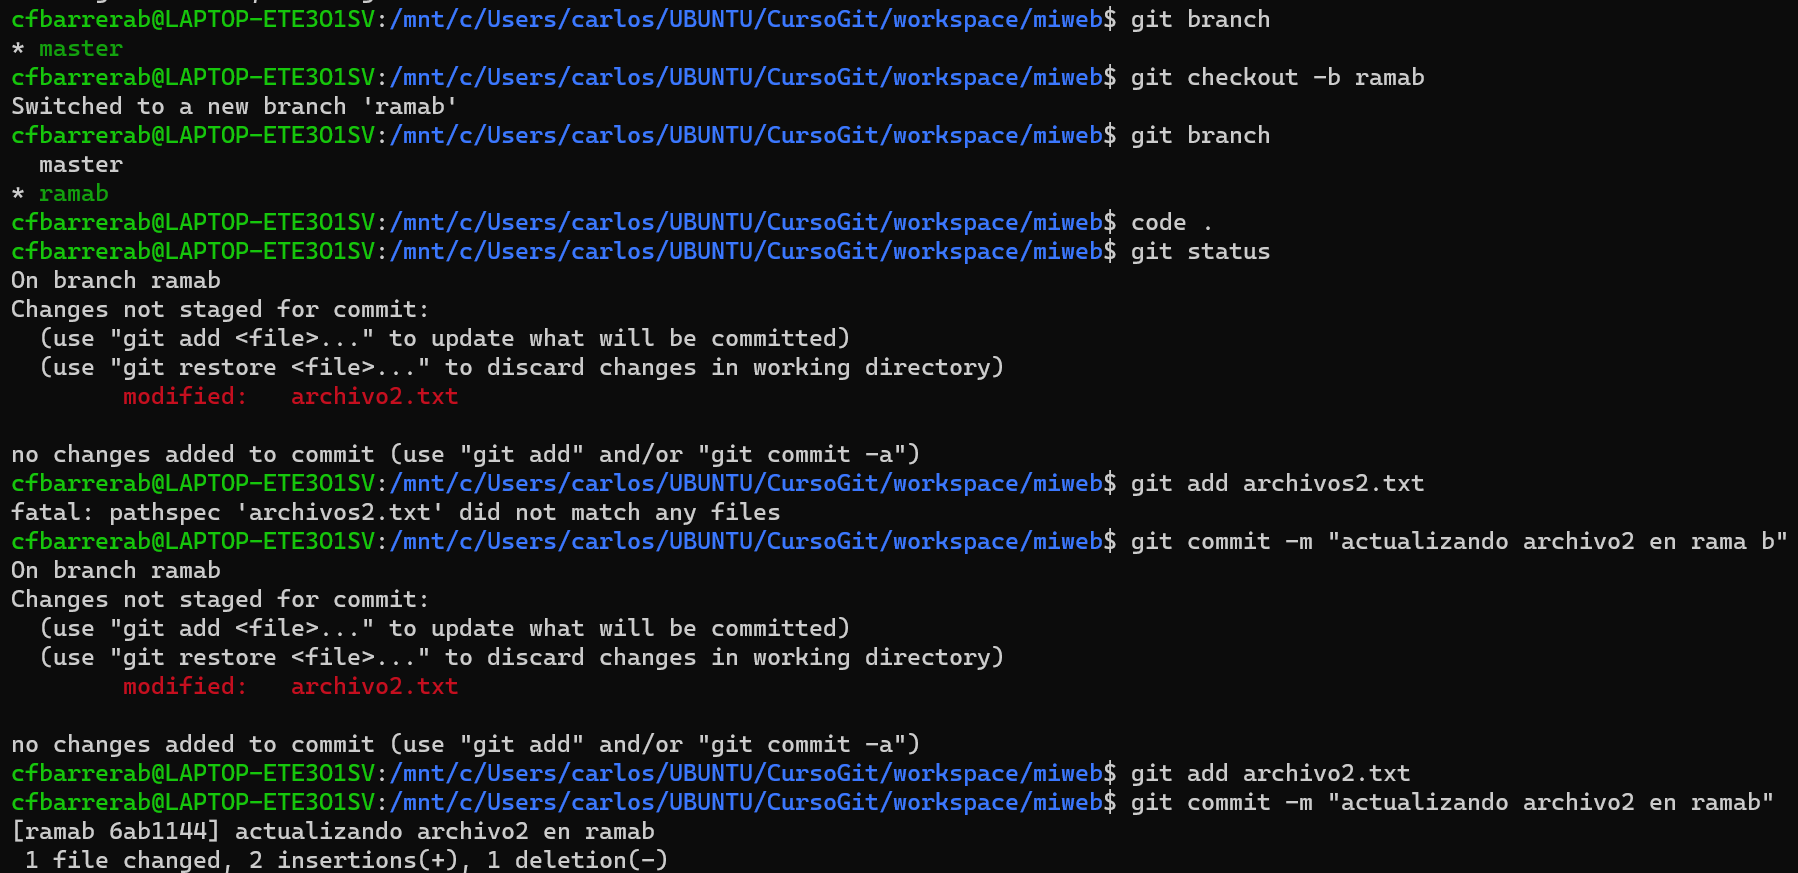 cfbarrerab@LAPTOP-ETE3O1SV:/mnt/c/Users/carlos/UBUNTU/CursoGit/workspace/miweb$ git branch
* master
cfbarrerab@LAPTOP-ETE3O1SV:/mnt/c/Users/carlos/UBUNTU/CursoGit/workspace/miweb$ git checkout -b ramab
Switched to a new branch 'ramab'
cfbarrerab@LAPTOP-ETE3O1SV:/mnt/c/Users/carlos/UBUNTU/CursoGit/workspace/miweb$ git branch
  master
* ramab
cfbarrerab@LAPTOP-ETE3O1SV:/mnt/c/Users/carlos/UBUNTU/CursoGit/workspace/miweb$ code .
cfbarrerab@LAPTOP-ETE3O1SV:/mnt/c/Users/carlos/UBUNTU/CursoGit/workspace/miweb$ git status
On branch ramab
Changes not staged for commit:
  (use "git add <file>..." to update what will be committed)
  (use "git restore <file>..." to discard changes in working directory)
        modified:   archivo2.txt

no changes added to commit (use "git add" and/or "git commit -a")
cfbarrerab@LAPTOP-ETE3O1SV:/mnt/c/Users/carlos/UBUNTU/CursoGit/workspace/miweb$ git add archivos2.txt
fatal: pathspec 'archivos2.txt' did not match any files
cfbarrerab@LAPTOP-ETE3O1SV:/mnt/c/Users/carlos/UBUNTU/CursoGit/workspace/miweb$ git commit -m "actualizando archivo2 en rama b"
On branch ramab
Changes not staged for commit:
  (use "git add <file>..." to update what will be committed)
  (use "git restore <file>..." to discard changes in working directory)
        modified:   archivo2.txt

no changes added to commit (use "git add" and/or "git commit -a")
cfbarrerab@LAPTOP-ETE3O1SV:/mnt/c/Users/carlos/UBUNTU/CursoGit/workspace/miweb$ git add archivo2.txt
cfbarrerab@LAPTOP-ETE3O1SV:/mnt/c/Users/carlos/UBUNTU/CursoGit/workspace/miweb$ git commit -m "actualizando archivo2 en ramab"
[ramab 6ab1144] actualizando archivo2 en ramab
 1 file changed, 2 insertions(+), 1 deletion(-)